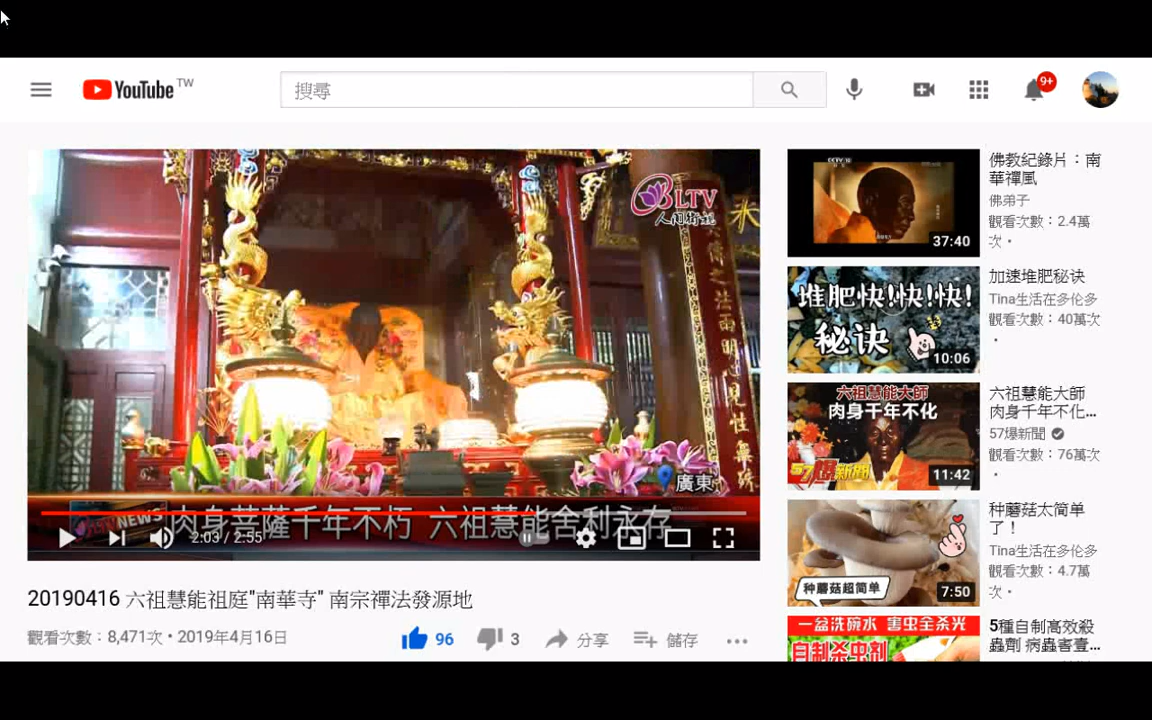 YouTube TW
搜尋
9+
BLTV
人間衛視
廣東
NEWS
肉身菩薩千年不朽 六祖慧能舍利永存
2:03 / 2:55
20190416 六祖慧能祖庭"南華寺" 南宗禪法發源地
觀看次數：8,471次・2019年4月16日
96
3
分享
儲存
37:40
佛教紀錄片：南
華禪風
佛弟子
觀看次數：2.4萬
次・
堆肥快!快!快!
秘诀
10:06
加速堆肥秘诀
Tina生活在多伦多
觀看次數：40萬次
・
六祖慧能大師
肉身千年不化
57爆新聞
11:42
六祖慧能大師
肉身千年不化...
57爆新聞
觀看次數：76萬次
・
种蘑菇超简单
7:50
种蘑菇太简单
了！
Tina生活在多伦多
觀看次數：4.7萬
次・
一盆洗碗水 害虫全杀光
自制杀虫剂
5種自制高效殺
蟲劑 病蟲害壹...